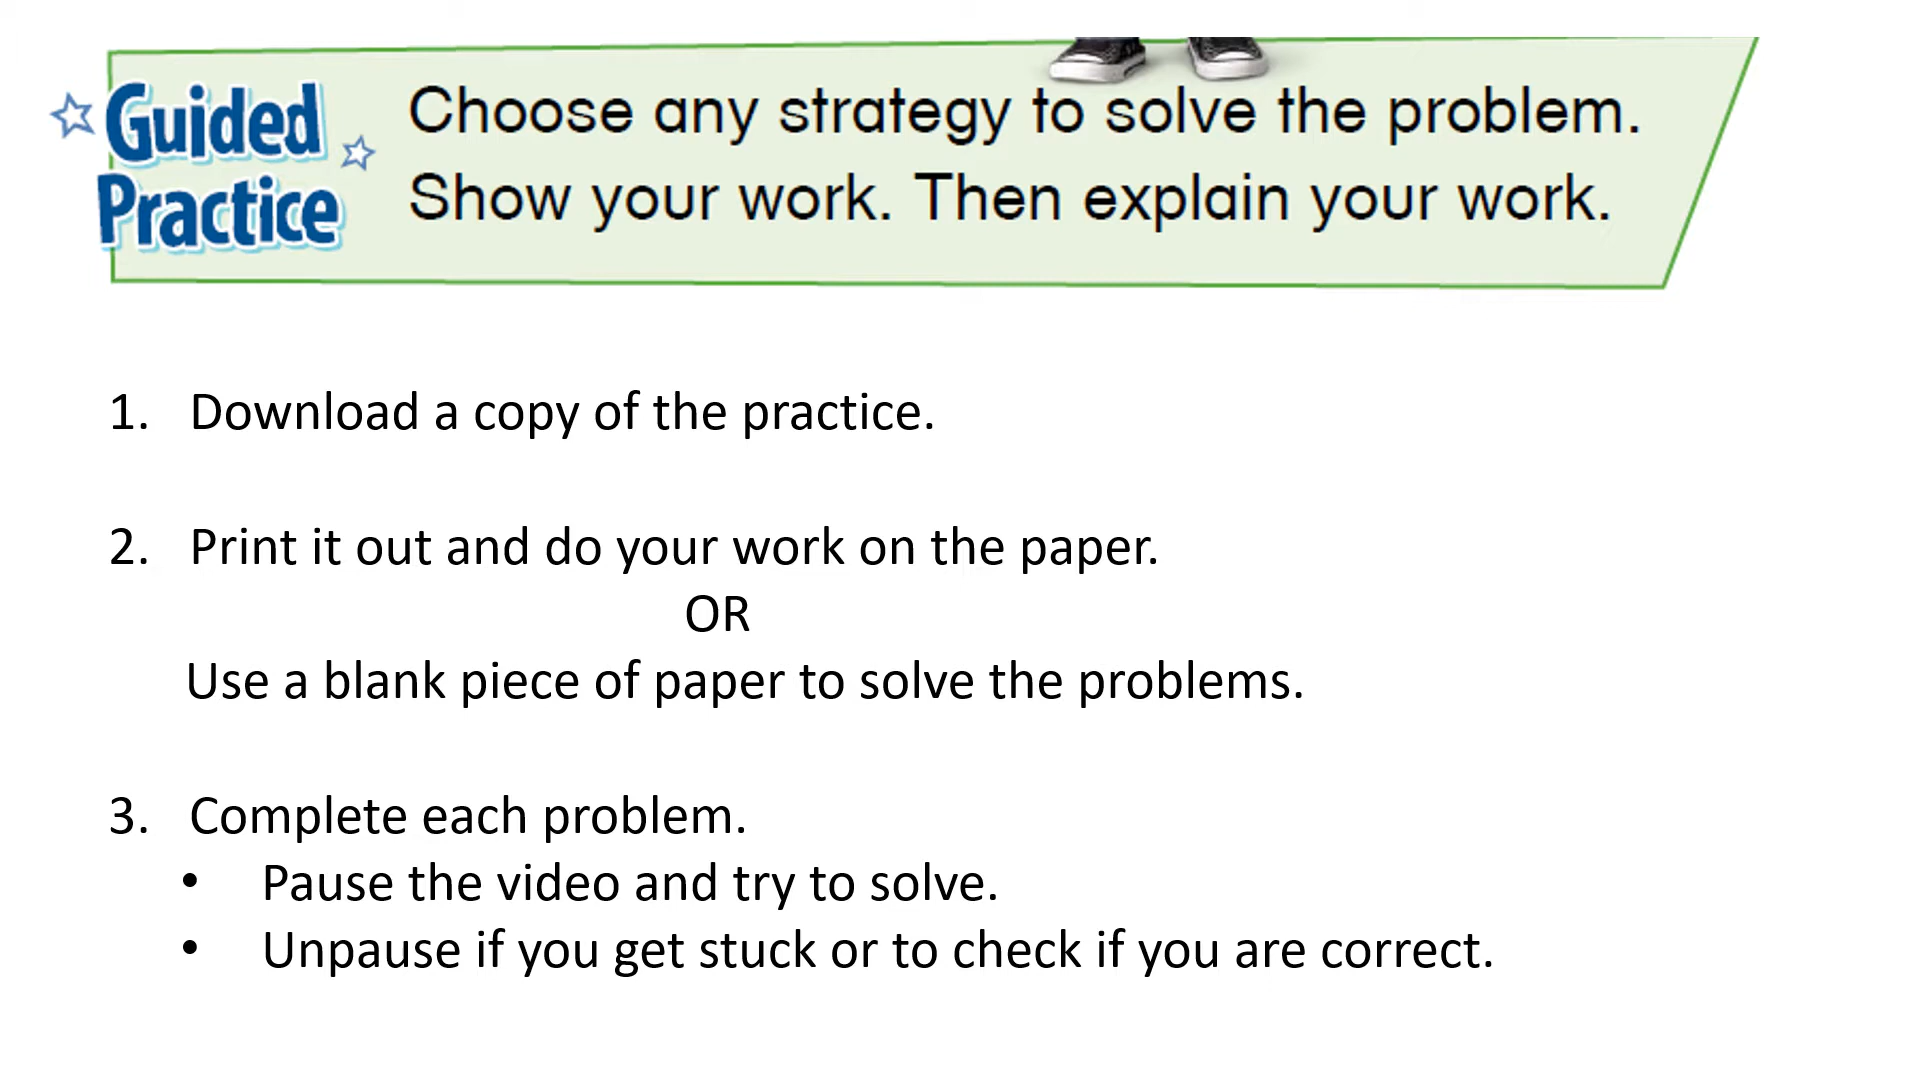 Guided
Practice
Choose any strategy to solve the problem.
Show your work. Then explain your work.
1. Download a copy of the practice.
2. Print it out and do your work on the paper.
OR
Use a blank piece of paper to solve the problems.
3. Complete each problem.
• Pause the video and try to solve.
• Unpause if you get stuck or to check if you are correct.